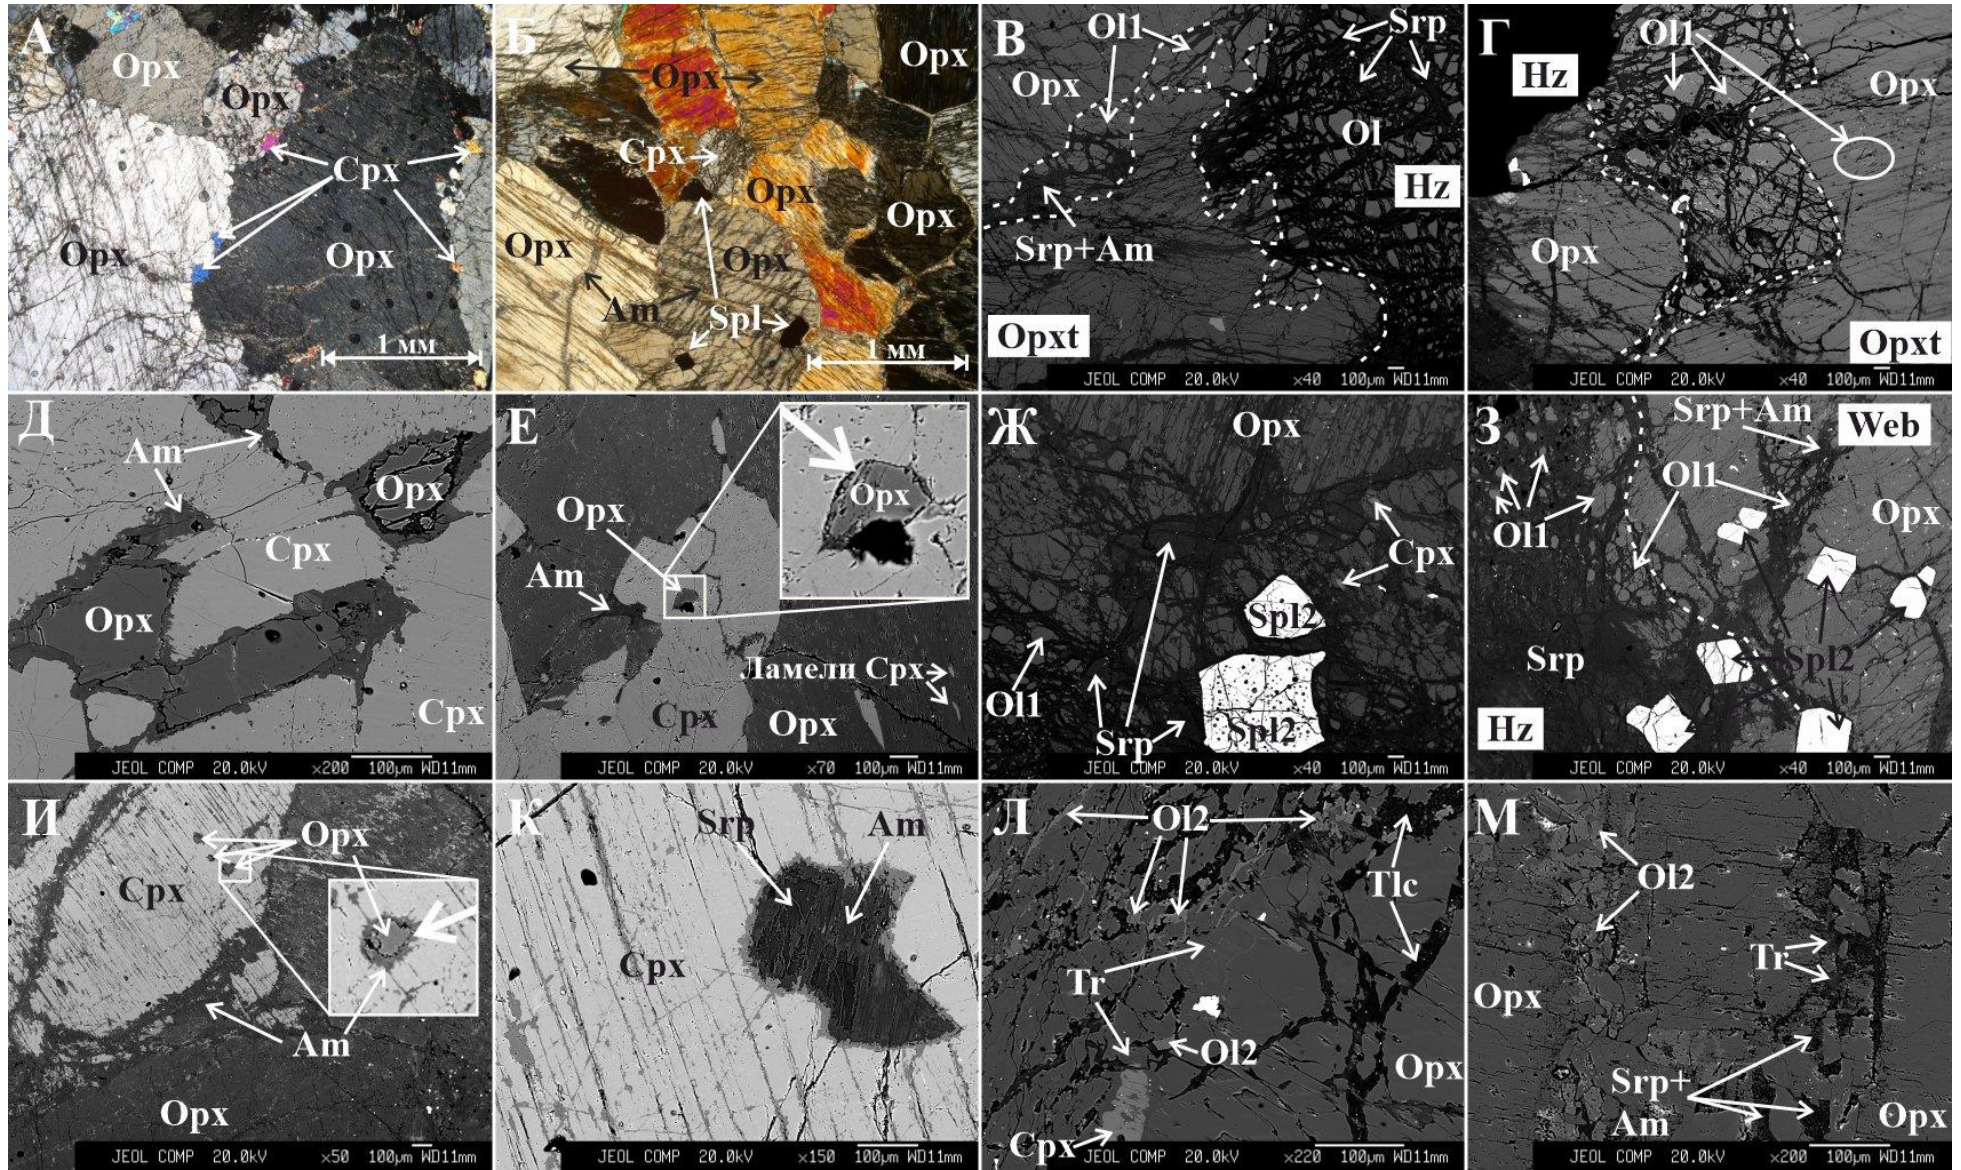 А
Opx
Opx
Cpx
Opx
Opx
1 мм
Б
Opx
Opx
Cpx
Opx
Opx
Opx
Opx
Am
Spl
1 мм
В
Ol1
Srp
Opx
Ol
Hz
Srp+Am
Opxt
JEOL COMP 20.0kV ×40 100µm WD11mm
Г
Ol1
Hz
Opx
Opx
Opxt
JEOL COMP 20.0kV ×40 100µm WD11mm
Д
Am
Opx
Cpx
Opx
Cpx
JEOL COMP 20.0kV ×200 100µm WD11mm
Е
Opx
Opx
Am
Ламели Cpx
Cpx
Opx
JEOL COMP 20.0kV ×70 100µm WD11mm
Ж
Opx
Cpx
Spl2
Ol1
Srp
Spl2
JEOL COMP 20.0kV ×40 100µm WD11mm
З
Srp+Am
Web
Ol1
Ol1
Opx
Srp
Spl2
Hz
JEOL COMP 20.0kV ×40 100µm WD11mm
И
Opx
Cpx
Am
Opx
JEOL COMP 20.0kV ×50 100µm WD11mm
К
Srp
Am
Cpx
JEOL COMP 20.0kV ×150 100µm WD11mm
Л
Ol2
Tlc
Tr
Ol2
Opx
Cpx
JEOL COMP 20.0kV ×220 100µm WD11mm
М
Ol2
Tr
Opx
Srp+
Am
Opx
JEOL COMP 20.0kV ×200 100µm WD11mm